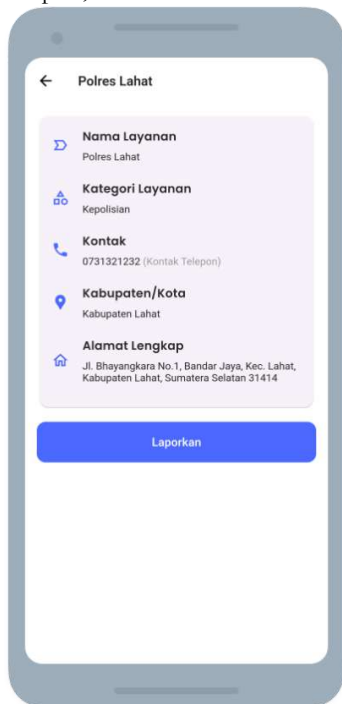 Polres Lahat
Nama Layanan
Polres Lahat
Kategori Layanan
Kepolisian
Kontak
0731321232 (Kontak Telepon)
Kabupaten/Kota
Kabupaten Lahat
Alamat Lengkap
Jl. Bhayangkara No.1, Bandar Jaya, Kec. Lahat,
Kabupaten Lahat, Sumatera Selatan 31414
Laporkan